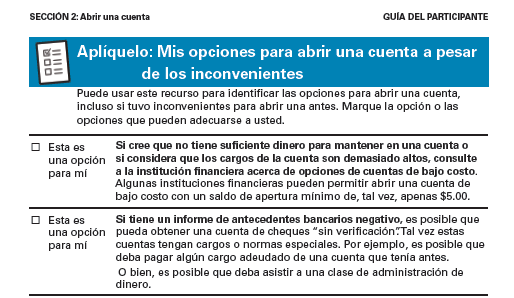 SECCIÓN 2: Abrir una cuenta
GUÍA DEL PARTICIPANTE
Aplíquelo: Mis opciones para abrir una cuenta a pesar
de los inconvenientes
Puede usar este recurso para identificar las opciones para abrir una cuenta,
incluso si tuvo inconvenientes para abrir una antes. Marque la opción o las
opciones que pueden adecuarse a usted.
Esta es
una opción
para mí
Si cree que no tiene suficiente dinero para mantener en una cuenta o
si considera que los cargos de la cuenta son demasiado altos, consulte
a la institución financiera acerca de opciones de cuentas de bajo costo.
Algunas instituciones financieras pueden permitir abrir una cuenta de
bajo costo con un saldo de apertura mínimo de, tal vez, apenas $5.00.
Esta es
una opción
para mí
Si tiene un informe de antecedentes bancarios negativo, es posible que
pueda obtener una cuenta de cheques “sin verificación”. Tal vez estas
cuentas tengan cargos o normas especiales. Por ejemplo, es posible que
deba pagar algún cargo adeudado de una cuenta que tenía antes.
O bien, es posible que deba asistir a una clase de administración de
dinero.